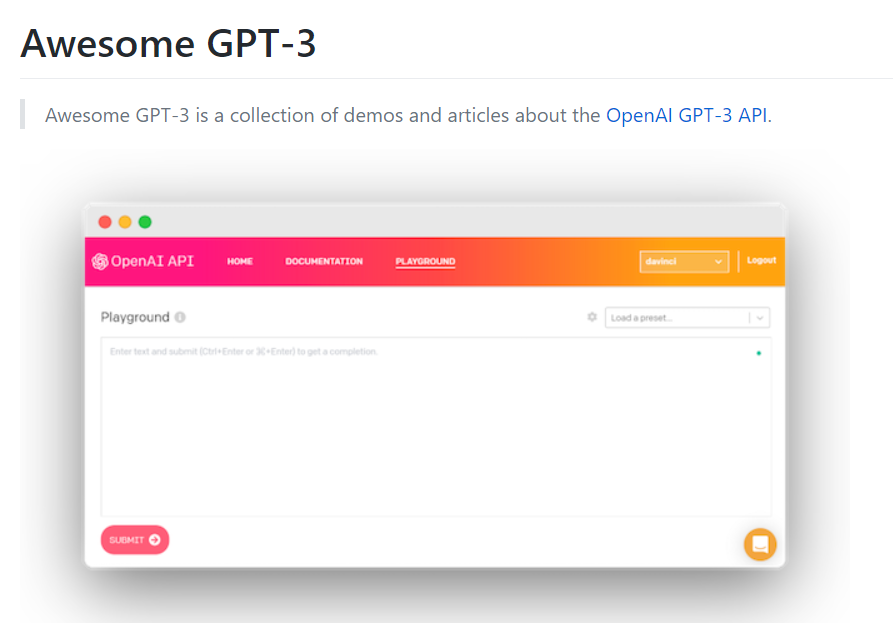 Awesome GPT-3
Awesome GPT-3 is a collection of demos and articles about the OpenAI GPT-3 API.
OpenAI API HOME DOCUMENTATION PLAYGROUND davinci Logout
Playground Load a preset...
Enter text and submit (Ctrl+Enter or ⌘+Enter) to get a completion.
SUBMIT